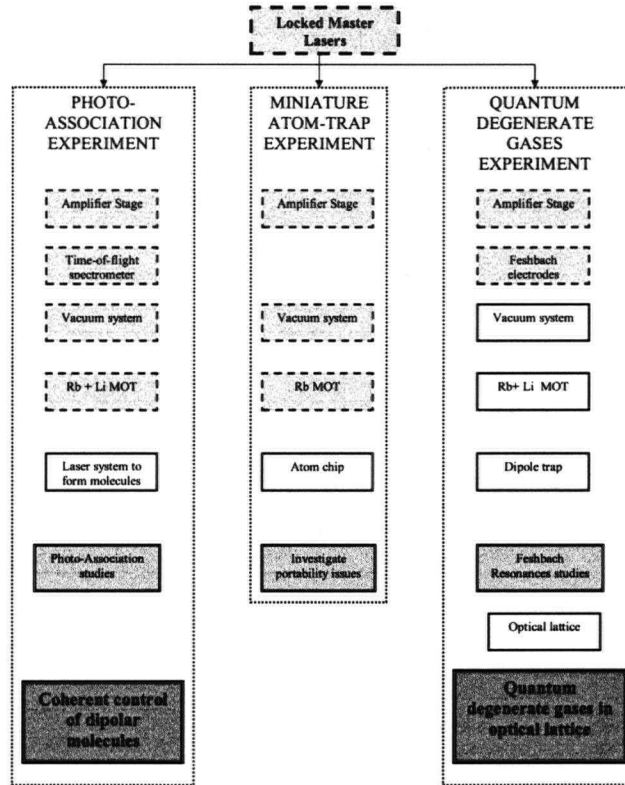 Locked Master
Lasers
PHOTO-
ASSOCIATION
EXPERIMENT
Amplifier Stage
Time-of-flight
spectrometer
Vacuum system
Rb + Li MOT
Laser system to
form molecules
Photo-Association
studies
Coherent control
of dipolar
molecules
MINIATURE
ATOM-TRAP
EXPERIMENT
Amplifier Stage
Vacuum system
Rb MOT
Atom chip
Investigate
portability issues
QUANTUM
DEGENERATE
GASES
EXPERIMENT
Amplifier Stage
Feshbach
electrodes
Vacuum system
Rb+ Li MOT
Dipole trap
Feshbach
Resonances studies
Optical lattice
Quantum
degenerate gases in
optical lattice